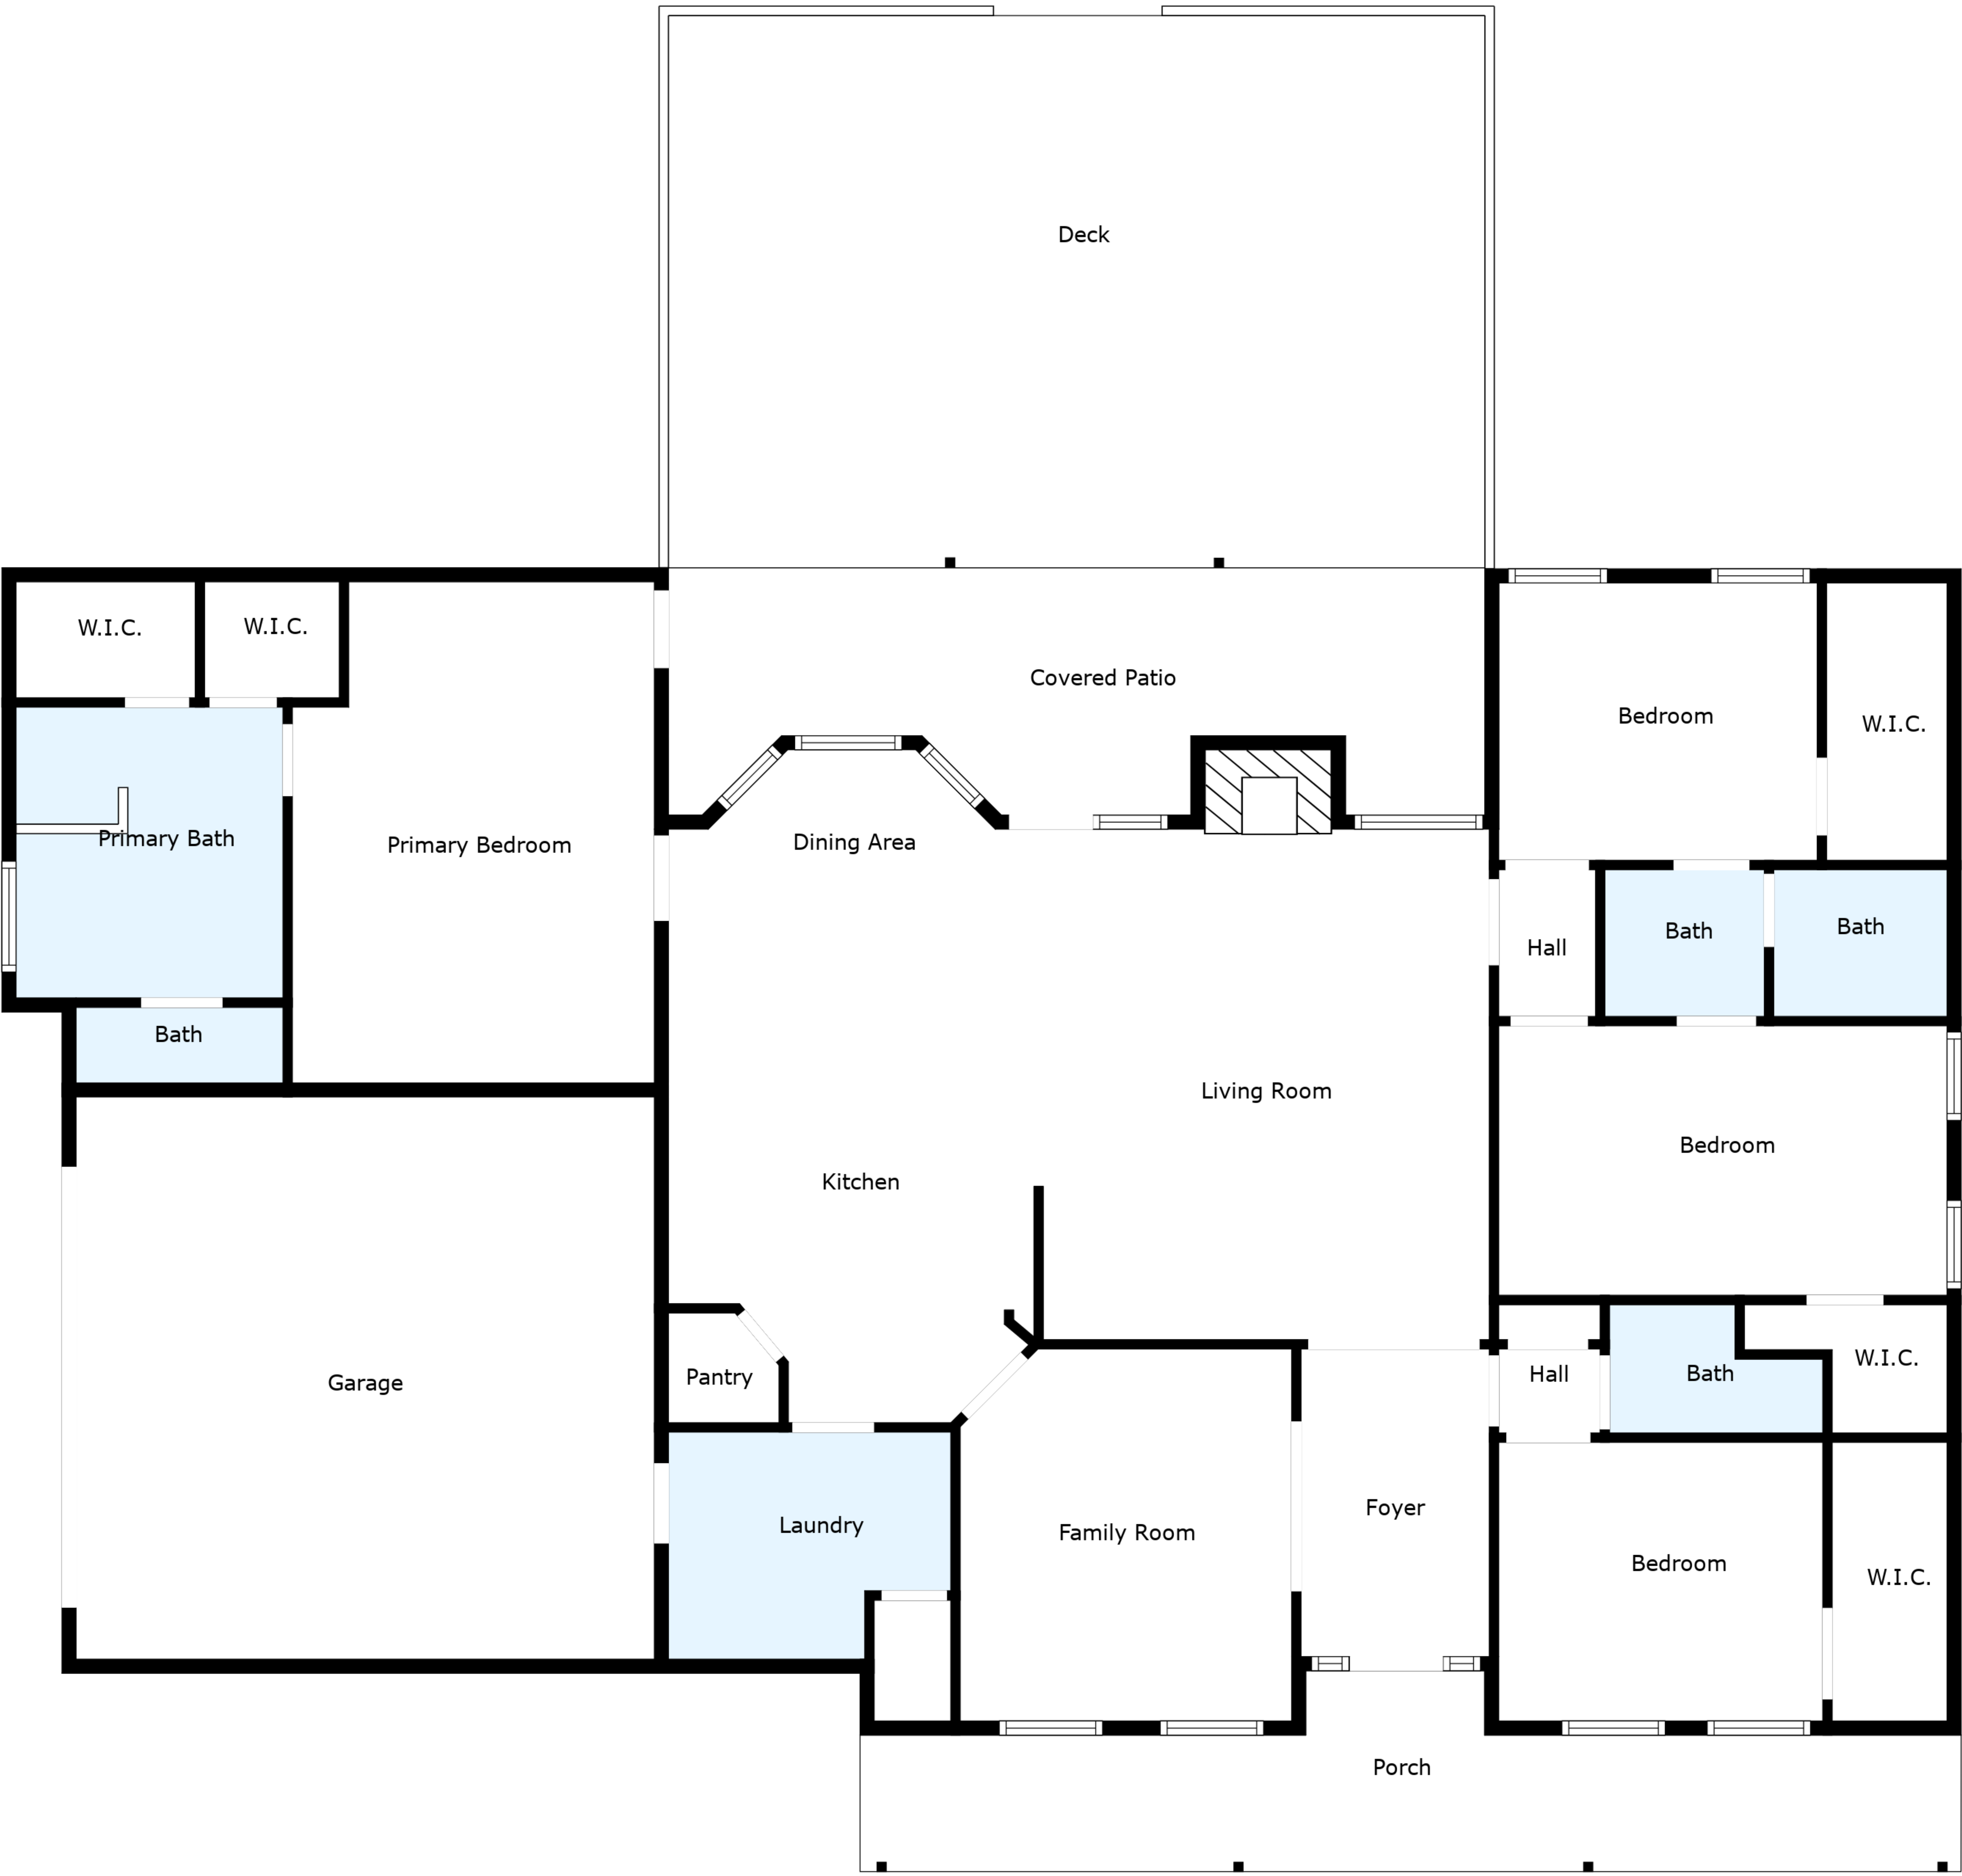 Deck
W.I.C.
W.I.C.
Covered Patio
Bedroom
W.I.C.
Primary Bath
Primary Bedroom
Dining Area
Bath
Bath
Hall
Bath
Living Room
Bedroom
Kitchen
Garage
Pantry
Hall
Bath
W.I.C.
Laundry
Family Room
Foyer
Bedroom
W.I.C.
Porch